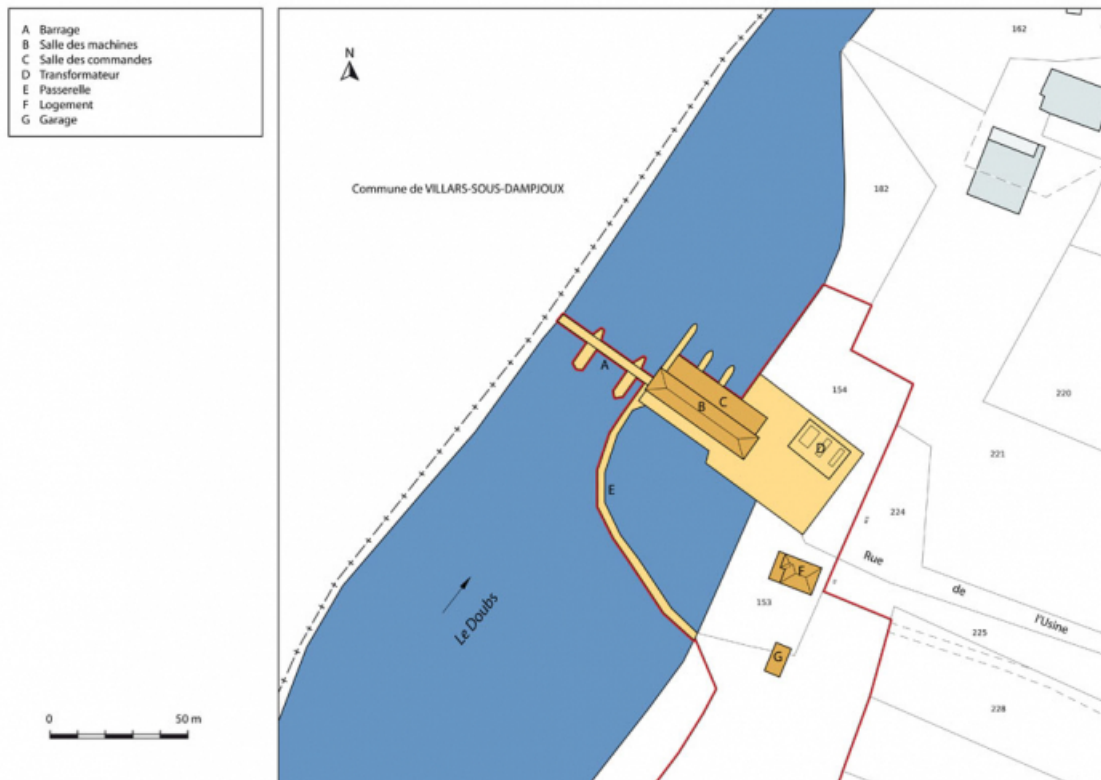 A Barrage
B Salle des machines
C Salle des commandes
D Transformateur
E Passerelle
F Logement
G Garage
N
Commune de VILLARS-SOUS-DAMPJOUX
162
182
154
220
221
224
A
B
C
D
E
F
G
153
Rue
de
l'Usine
225
228
Le Doubs
0
50 m